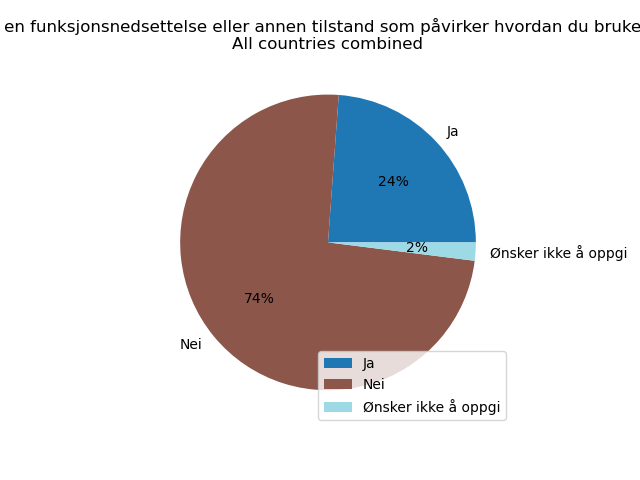 en funksjonsnedsettelse eller annen tilstand som påvirker hvordan du bruke
All countries combined
Ja
24%
2%
Ønsker ikke å oppgi
74%
Nei
Ja
Nei
Ønsker ikke å oppgi